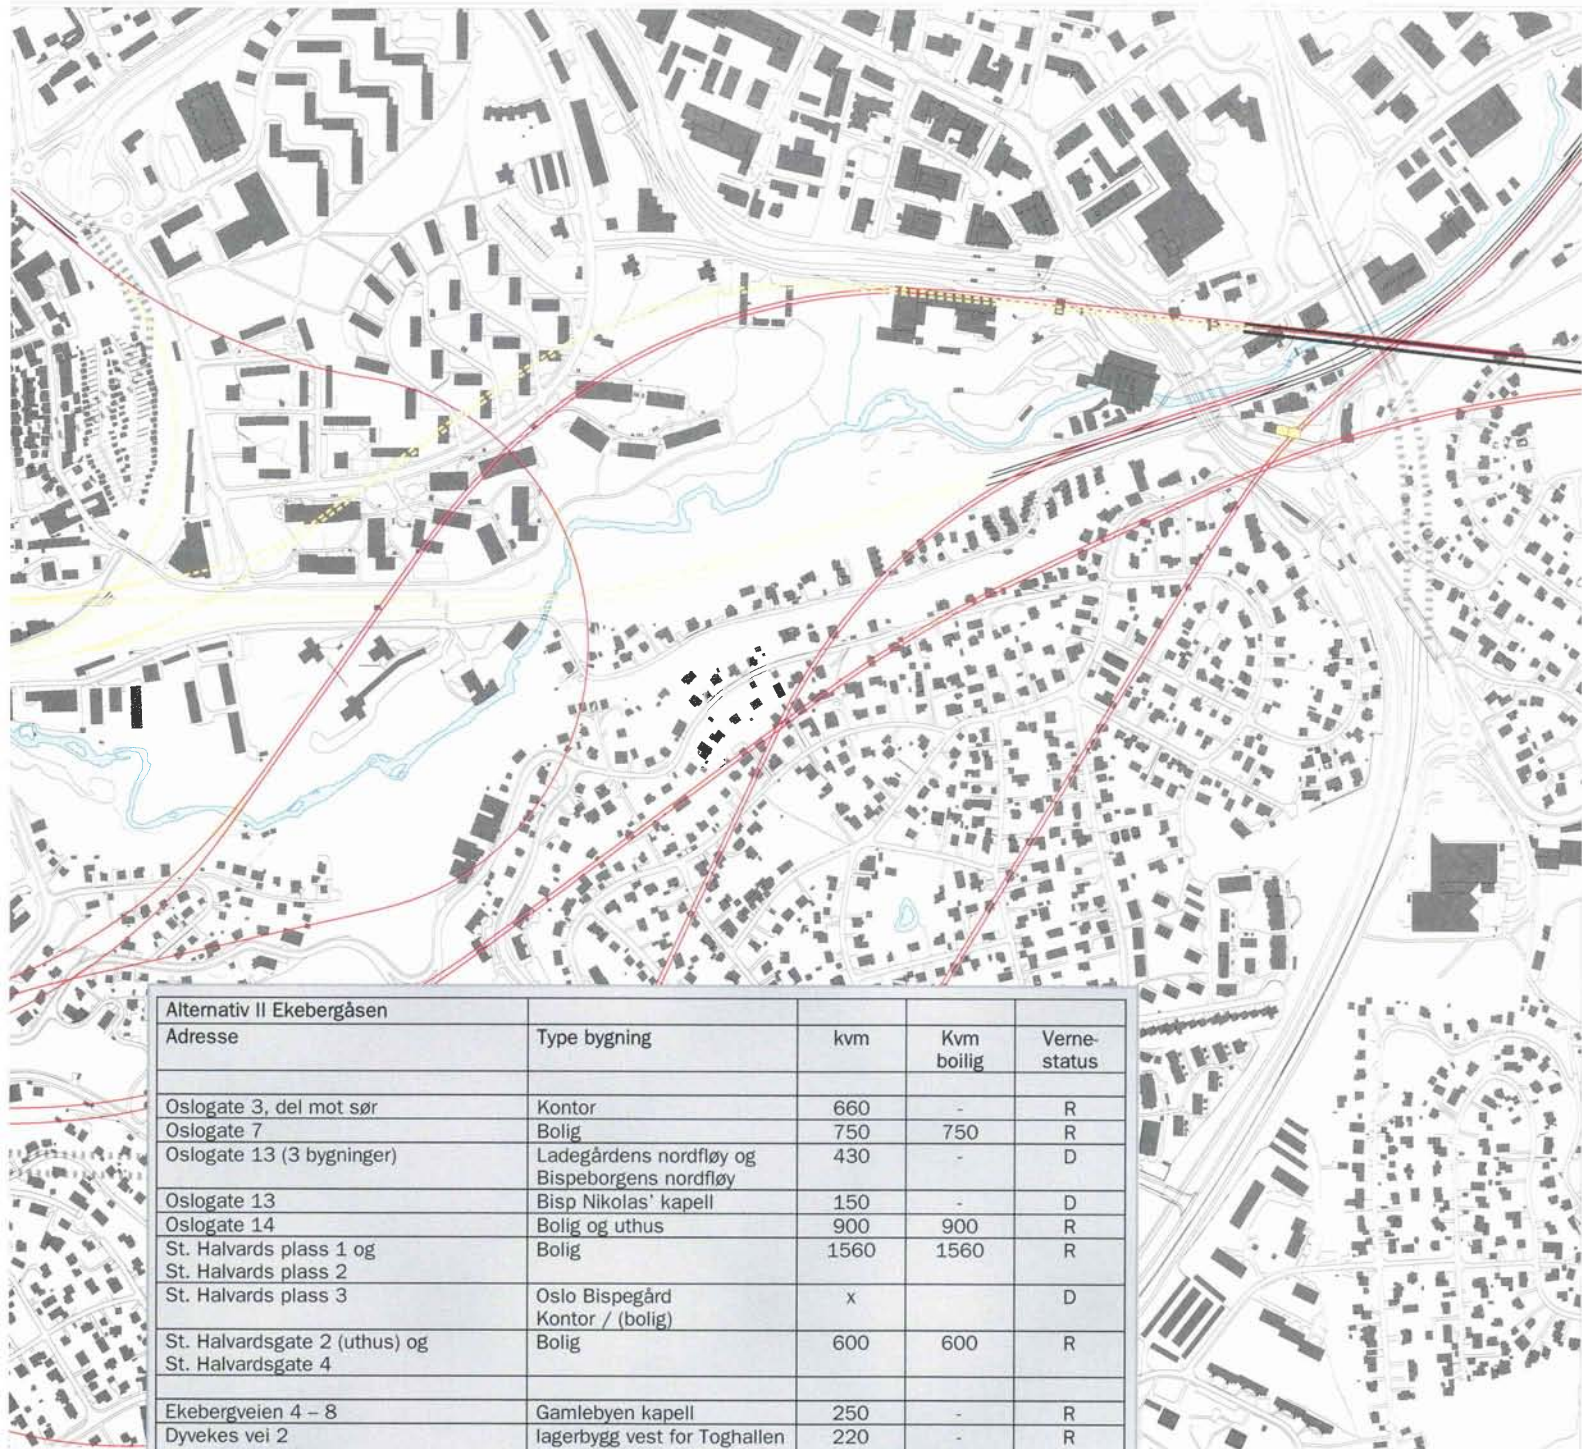 Alternativ II Ekebergåsen
Adresse Type bygning kvm Kvm boilig Verne-status
Oslogate 3, del mot sør Kontor 660 - R
Oslogate 7 Bolig 750 750 R
Oslogate 13 (3 bygninger) Ladegårdens nordfløy og 430 - D
Bispeborgens nordfløy
Oslogate 13 Bisp Nikolas' kapell 150 - D
Oslogate 14 Bolig og uthus 900 900 R
St. Halvards plass 1 og Bolig 1560 1560 R
St. Halvards plass 2
St. Halvards plass 3 Oslo Bispegård x D
Kontor / (bolig)
St. Halvardsgate 2 (uthus) og Bolig 600 600 R
St. Halvardsgate 4
Ekebergveien 4 – 8 Gamlebyen kapell 250 - R
Dyvekes vei 2 lagerbygg vest for Toghallen 220 - R